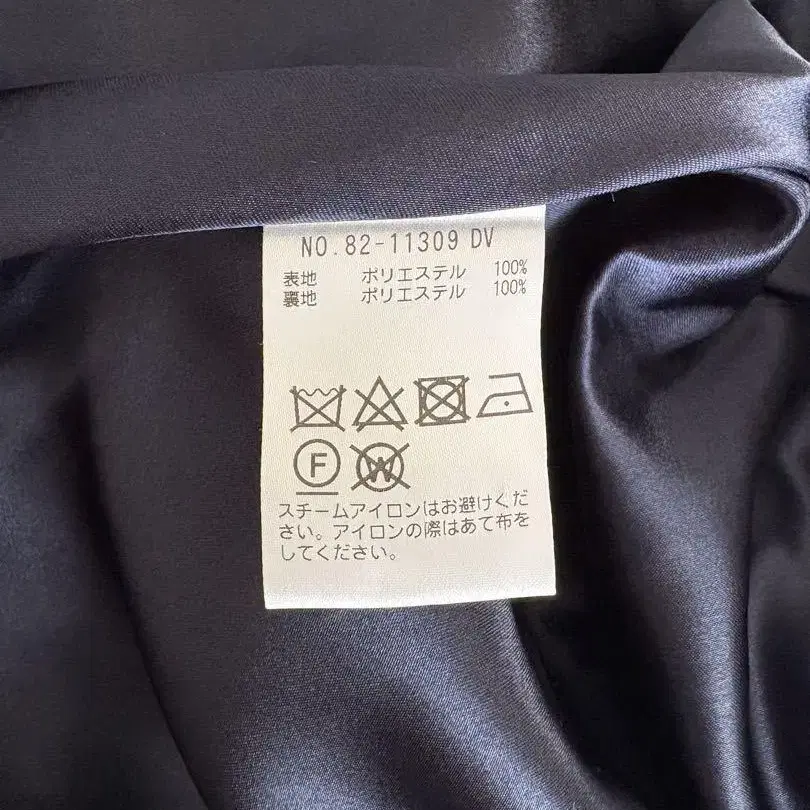 NO.82-11309 DV
表地 ポリエステル 100%
裏地 ポリエステル 100%
F W
スチームアイロンはお避けくだ
さい。アイロンの際はあて布を
してください。